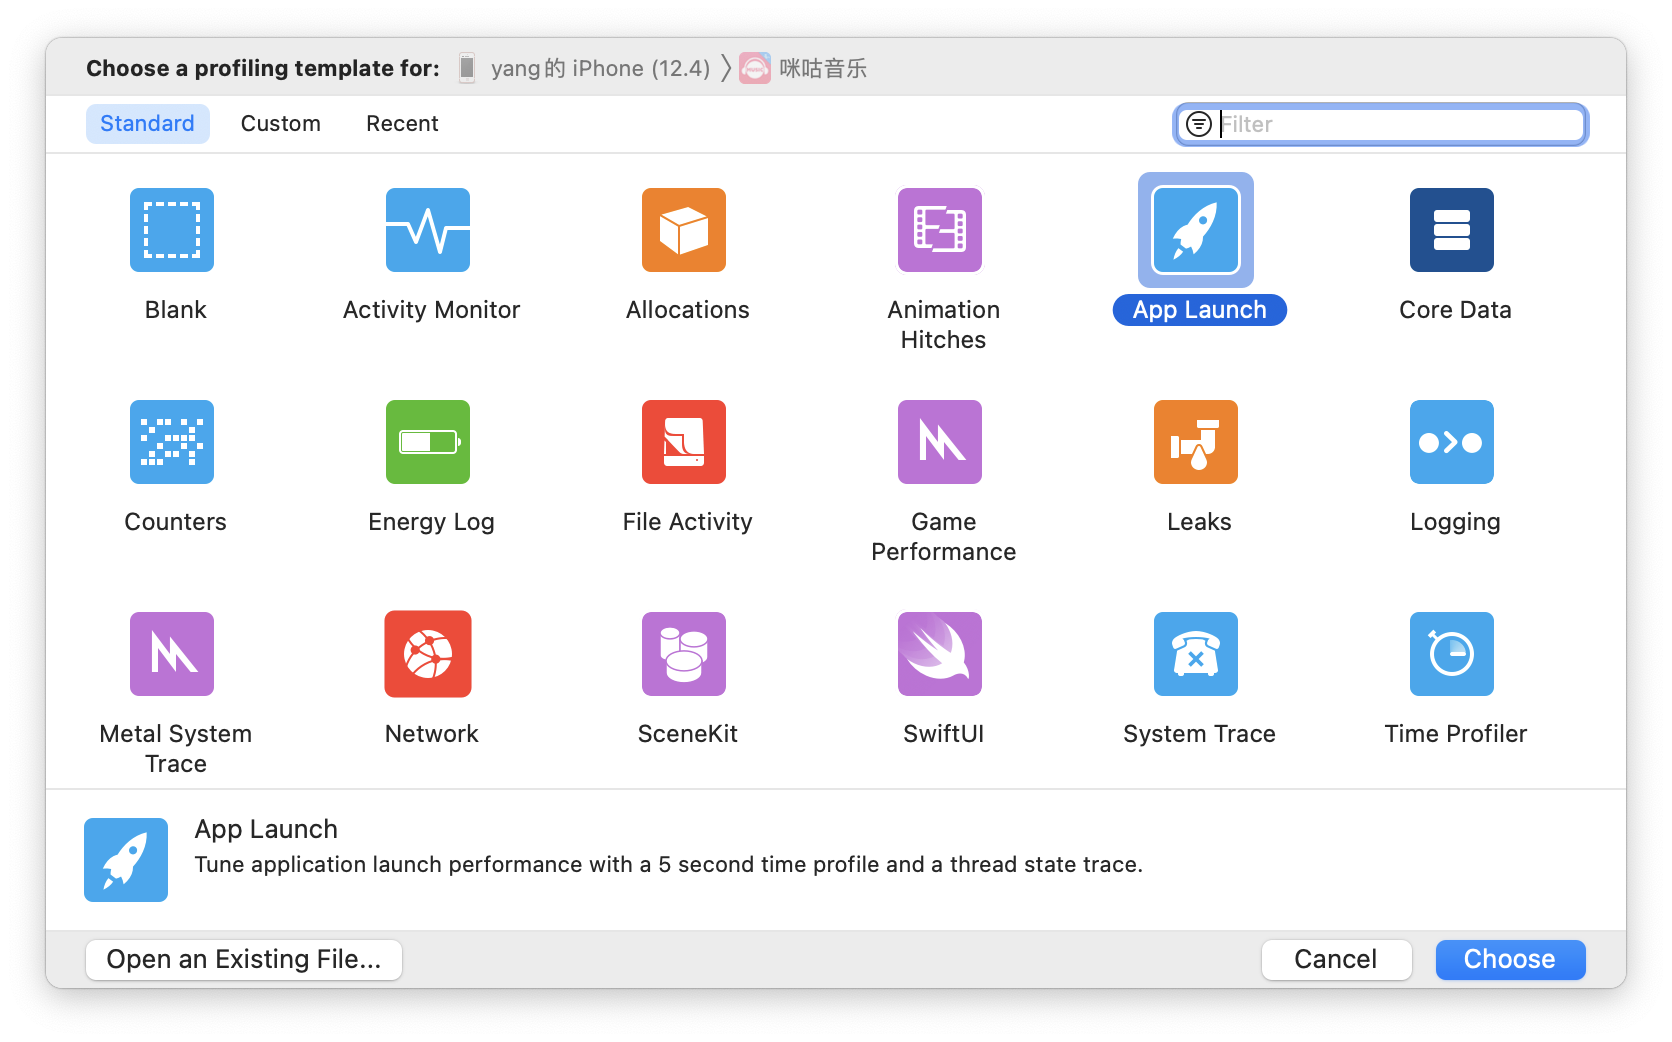 Choose a profiling template for: yang的 iPhone (12.4) 〉 咪咕音乐
Standard Custom Recent Filter
Blank Activity Monitor Allocations Animation Hitches App Launch Core Data
Counters Energy Log File Activity Game Performance Leaks Logging
Metal System Trace Network SceneKit SwiftUI System Trace Time Profiler
App Launch
Tune application launch performance with a 5 second time profile and a thread state trace.
Open an Existing File... Cancel Choose